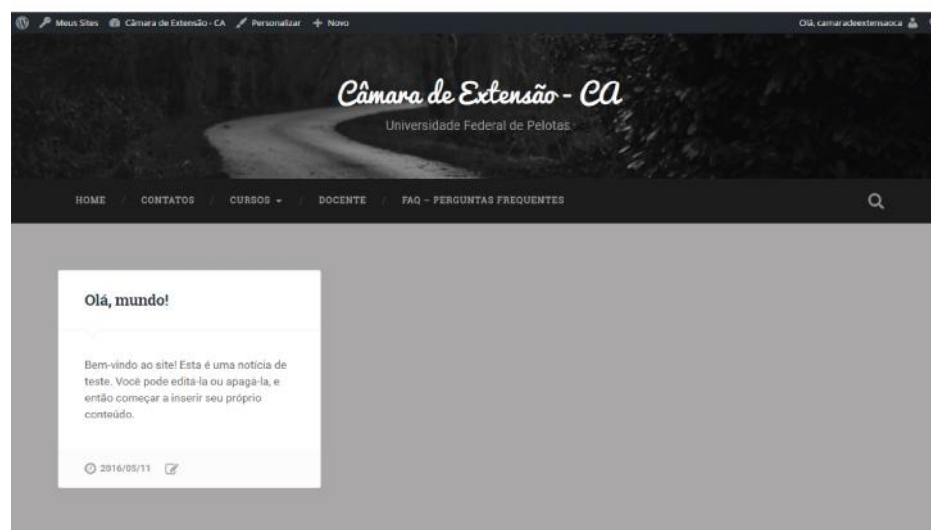 Meus Sites Câmara de Extensão - CA Personalizar + Novo Olá, camaradeextensaoca
Câmara de Extensão - CA
Universidade Federal de Pelotas
HOME / CONTATOS / CURSOS / DOCENTE / FAQ – PERGUNTAS FREQUENTES
Olá, mundo!
Bem-vindo ao site! Esta é uma notícia de
teste. Você pode editá-la ou apagá-la, e
então começar a inserir seu próprio
conteúdo.
2016/05/11